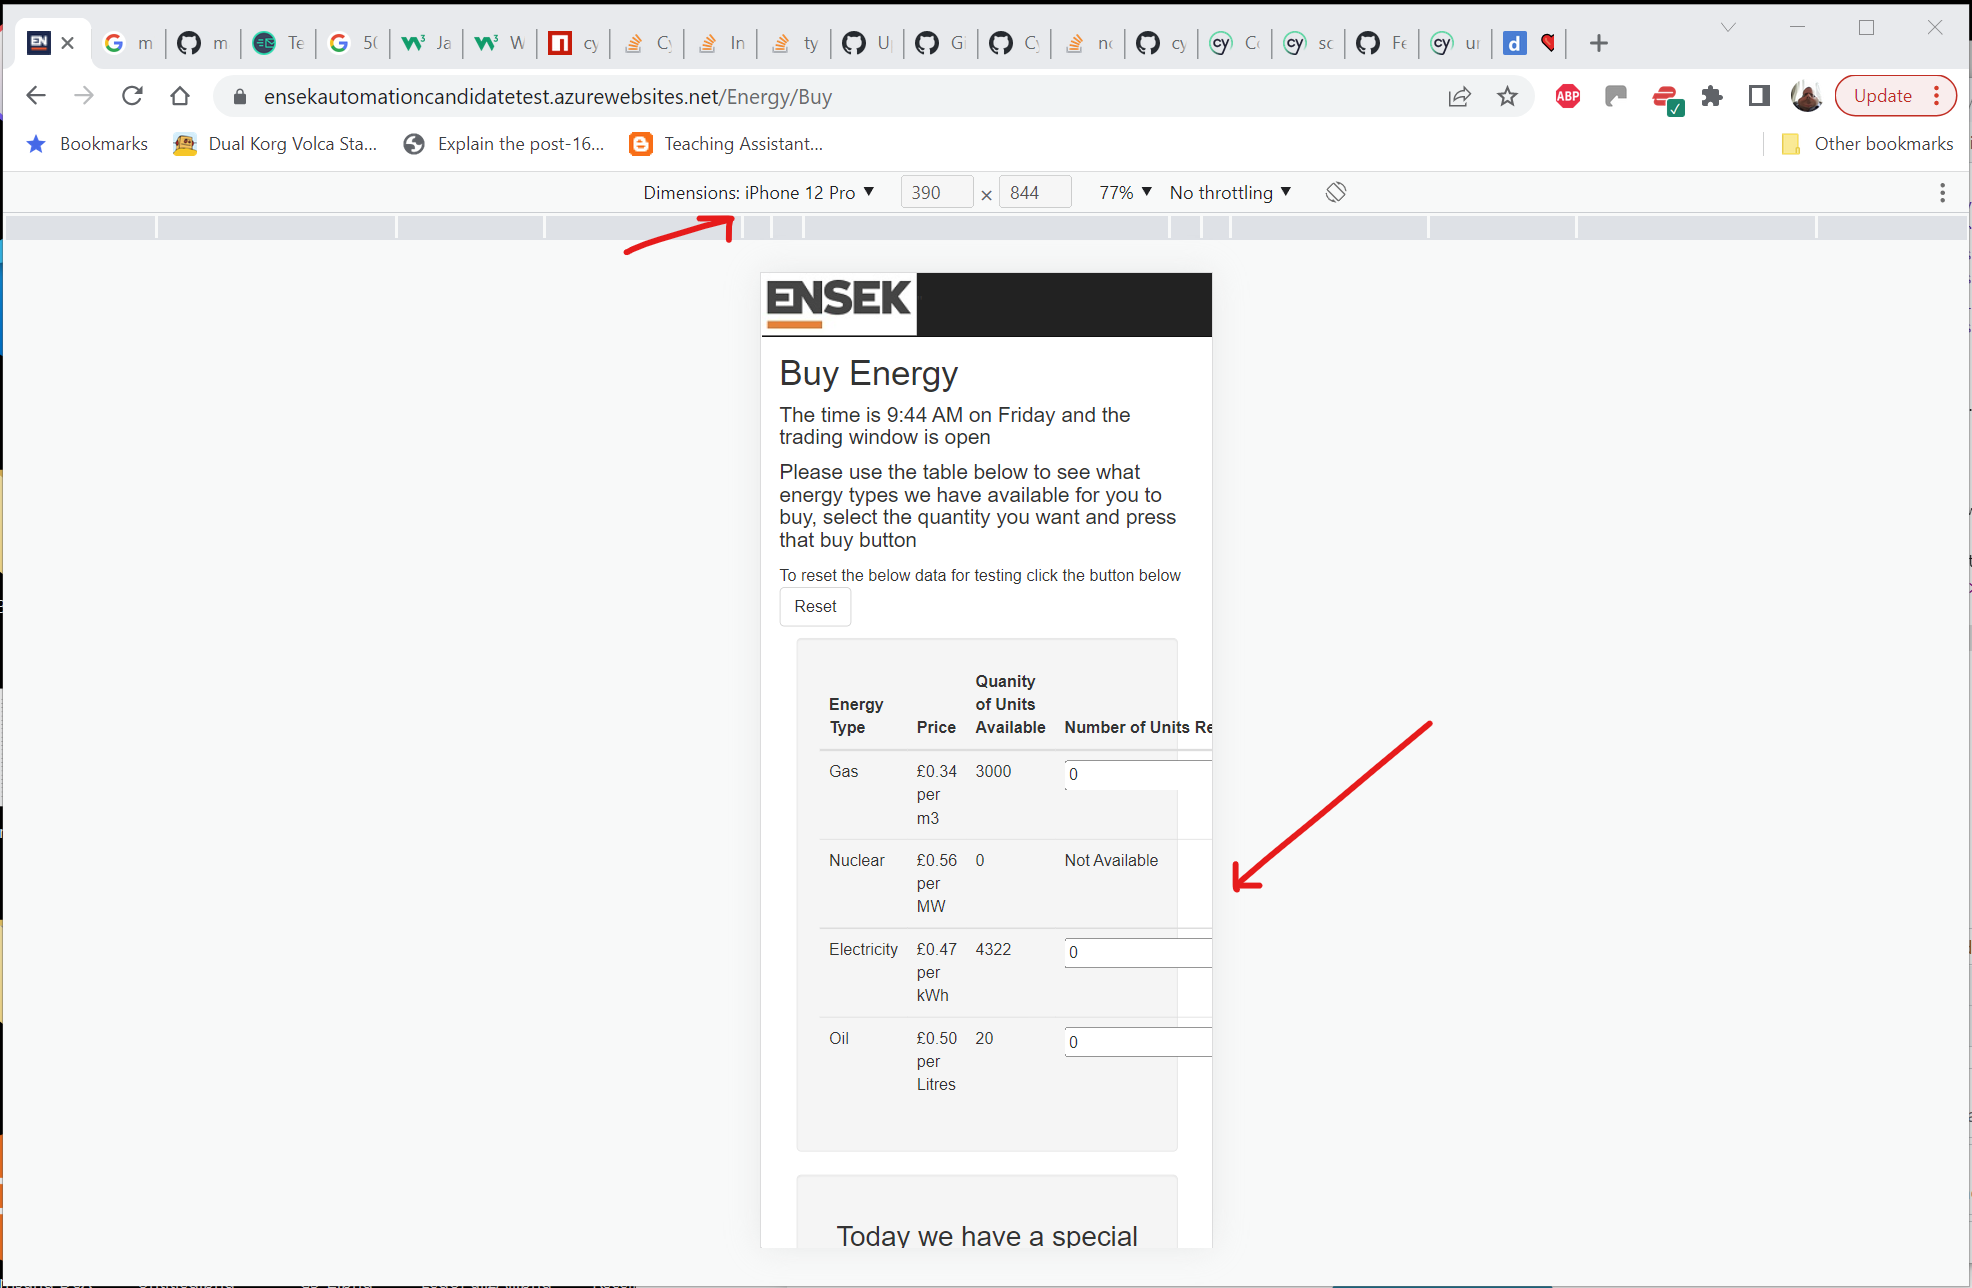 EN m m Te 5( Ja W cy C In ty U G C n cy C sc Fe ur d
ensekautomationcandidatetest.azurewebsites.net/Energy/Buy
ABP
Update
Bookmarks Dual Korg Volca Sta... Explain the post-16... Teaching Assistant... Other bookmarks
Dimensions: iPhone 12 Pro 390 × 844 77% No throttling
ENSEK
Buy Energy
The time is 9:44 AM on Friday and the
trading window is open
Please use the table below to see what
energy types we have available for you to
buy, select the quantity you want and press
that buy button
To reset the below data for testing click the button below
Reset
Energy Type Price Quanity of Units Available Number of Units Re
Gas £0.34 per m3 3000 0
Nuclear £0.56 per MW 0 Not Available
Electricity £0.47 per kWh 4322 0
Oil £0.50 per Litres 20 0
Today we have a special